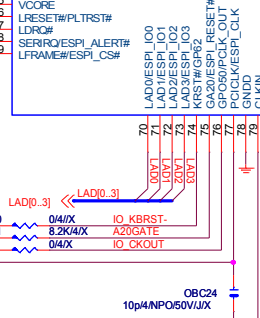 VCORE
LRESET#/PLTRST#
LDRQ#
SERIRQ/ESPI_ALERT#
LFRAME#/ESPI_CS#
LAD0/ESPI_IO0
LAD1/ESPI_IO1
LAD2/ESPI_IO2
LAD3/ESPI_IO3
KRST#/GP62
GA20/ESPI_RESET#
GPO50/PCH_OUT
PCICLK/ESPI_CLK
GNDD
CLKIN
70
71
72
73
74
75
76
77
78
79
LAD0
LAD1
LAD2
LAD3
LAD[0..3]
LAD[0..3]
0/4//X
IO_KBRST-
8.2K/4/X
A20GATE
0/4/X
IO_CKOUT
OBC24
10p/4/NPO/50V/J/X